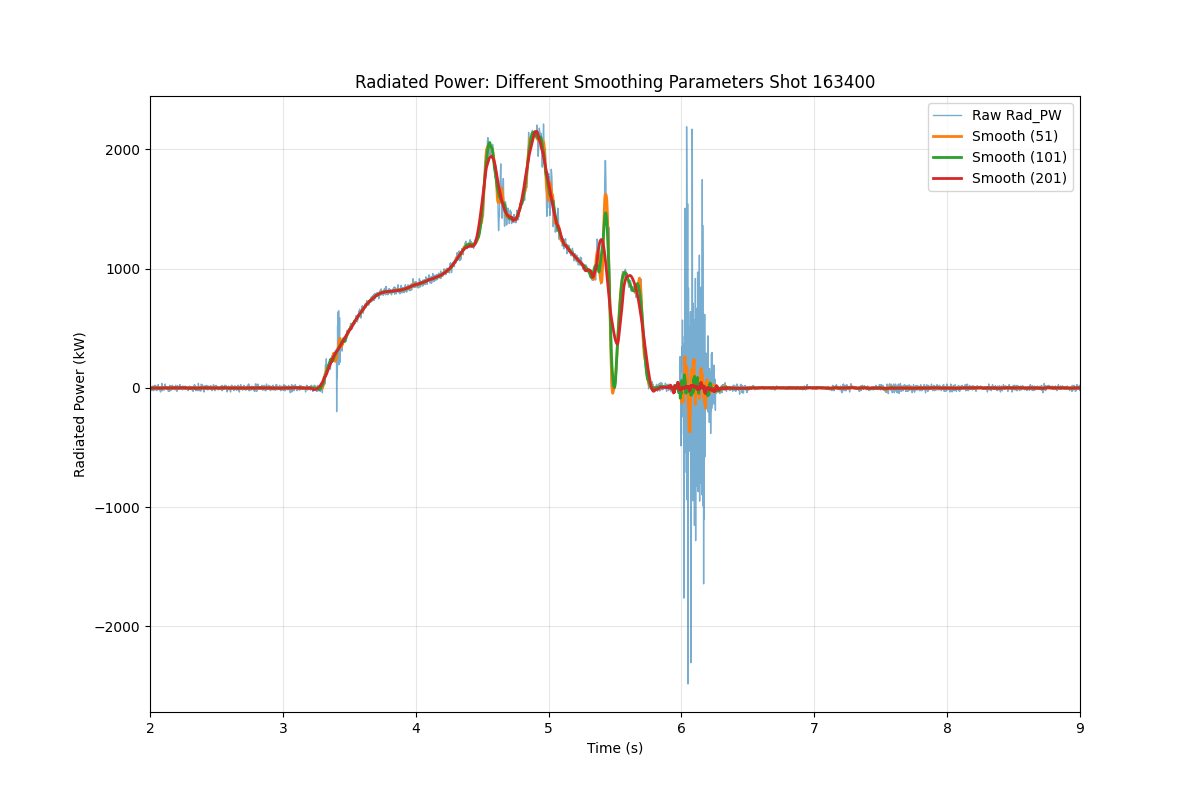 Radiated Power: Different Smoothing Parameters Shot 163400
Raw Rad_PW
Smooth (51)
Smooth (101)
Smooth (201)
Radiated Power (kW)
2000
1000
0
−1000
−2000
2 3 4 5 6 7 8 9
Time (s)